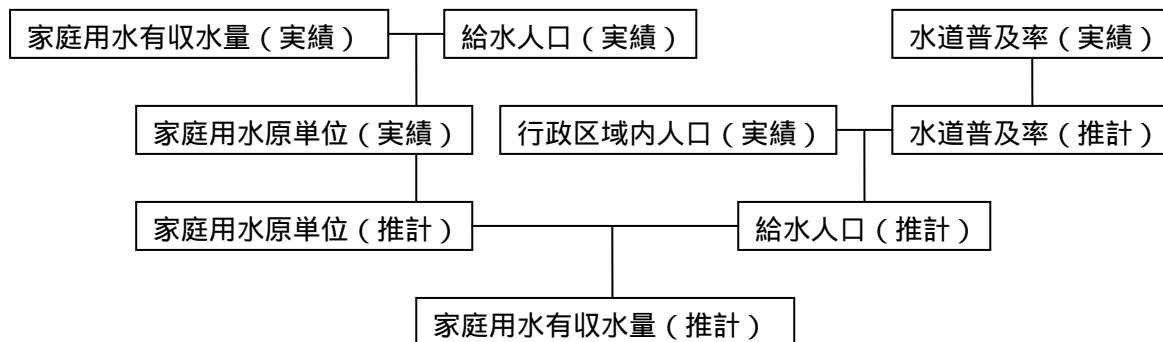 家庭用水有収水量（実績）
給水人口（実績）
水道普及率（実績）
家庭用水原単位（実績）
行政区域内人口（実績）
水道普及率（推計）
家庭用水原単位（推計）
給水人口（推計）
家庭用水有収水量（推計）